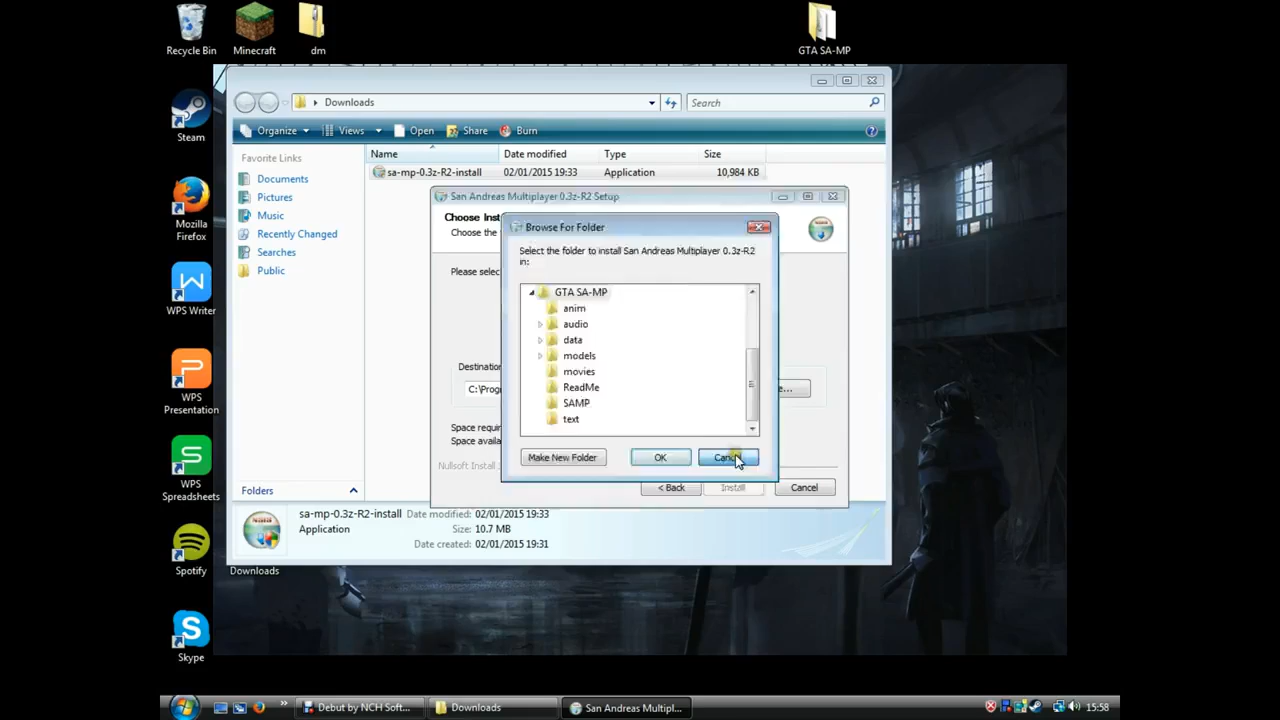 Recycle Bin
Minecraft
dm
GTA SA-MP
Steam
Mozilla
Firefox
WPS Writer
WPS
Presentation
WPS
Spreadsheets
Spotify
Skype
Downloads
Downloads
Search
Organize
Views
Open
Share
Burn
Favorite Links
Documents
Pictures
Music
Recently Changed
Searches
Public
Folders
Name
Date modified
Type
Size
sa-mp-0.3z-R2-install
02/01/2015 19:33
Application
10,984 KB
San Andreas Multiplayer 0.3z-R2 Setup
Choose Inst
Choose the
Please selec
Destination
C:\Progr
e...
Space requir
Space availa
Nullsoft Install
< Back
Install
Cancel
Browse For Folder
Select the folder to install San Andreas Multiplayer 0.3z-R2
in:
GTA SA-MP
anim
audio
data
models
movies
ReadMe
SAMP
text
Make New Folder
OK
Cancel
sa-mp-0.3z-R2-install Date modified: 02/01/2015 19:33
Application
Size: 10.7 MB
Date created: 02/01/2015 19:31
Debut by NCH Soft...
Downloads
San Andreas Multipl...
15:58